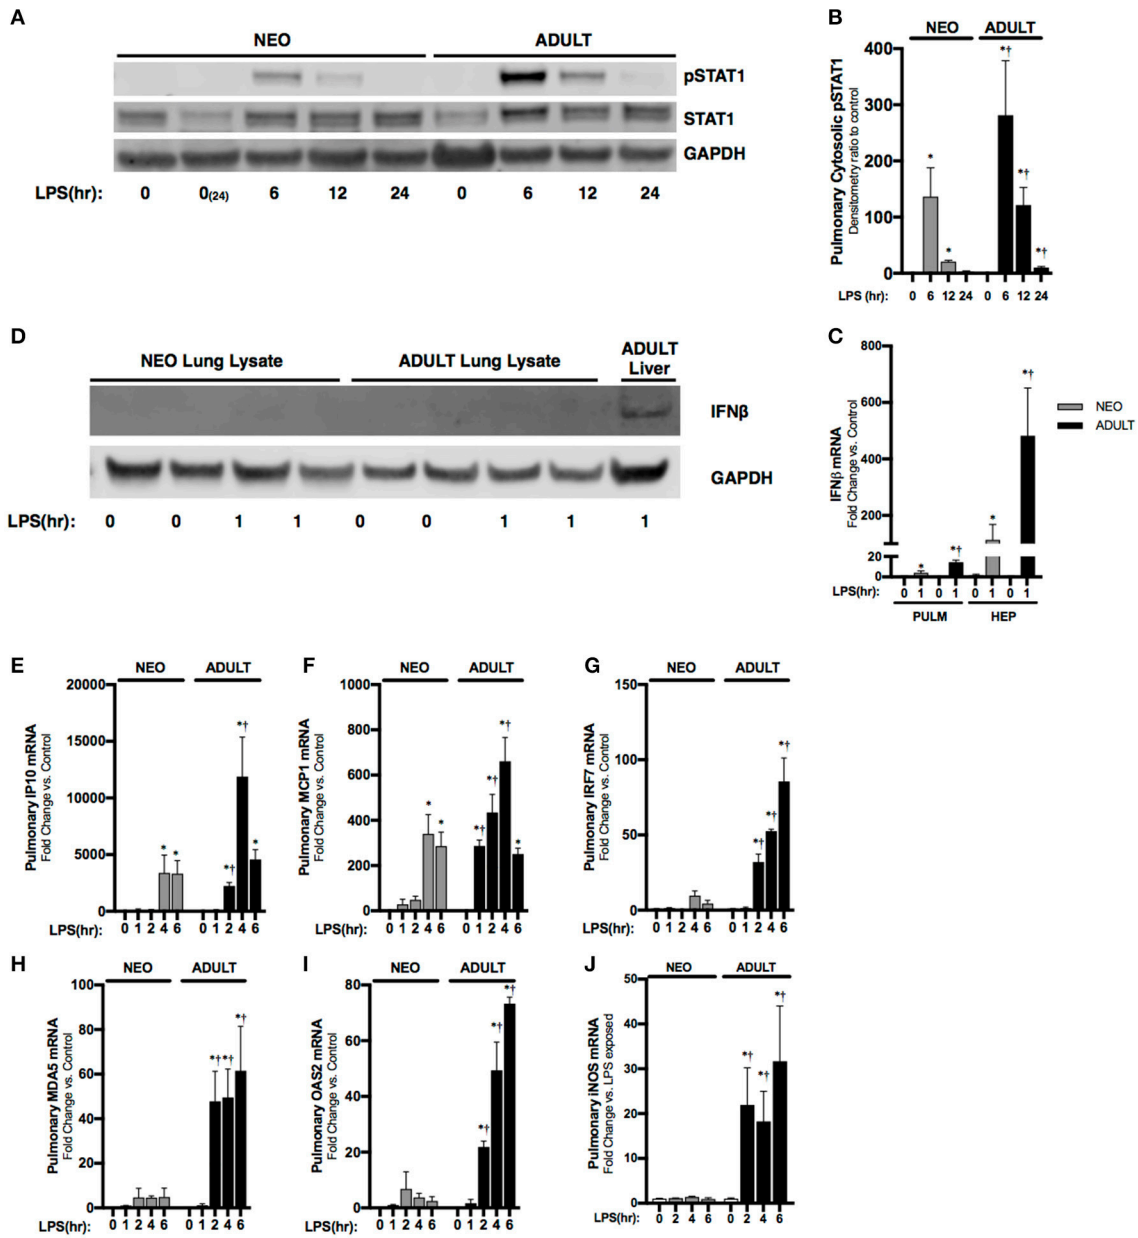 A
NEO ADULT
pSTAT1
STAT1
GAPDH
LPS(hr): 0 0(24) 6 12 24 0 6 12 24
B
NEO ADULT
Pulmonary Cytosolic pSTAT1
Densitometry ratio to control
400
300
200
100
0
* * *† *† *†
LPS (hr): 0 6 12 24 0 6 12 24
D
NEO Lung Lysate ADULT Lung Lysate ADULT Liver
IFNβ
GAPDH
LPS(hr): 0 0 1 1 0 0 1 1 1
C
IFNβ mRNA
Fold Change vs. Control
800
600
400
200
20
0
* *† * *†
LPS(hr): 0 1 0 1 0 1 0 1
PULM HEP
NEO
ADULT
E
NEO ADULT
Pulmonary IP10 mRNA
Fold Change vs. Control
20000
15000
10000
5000
0
* * *† *† *
LPS(hr): 0 1 2 4 6 0 1 2 4 6
F
NEO ADULT
Pulmonary MCP1 mRNA
Fold Change vs. Control
1000
800
600
400
200
0
* * *† *† *† *
LPS(hr): 0 1 2 4 6 0 1 2 4 6
G
NEO ADULT
Pulmonary IRF7 mRNA
Fold Change vs. Control
150
100
50
0
*† *† *†
LPS(hr): 0 1 2 4 6 0 1 2 4 6
H
NEO ADULT
Pulmonary MDA5 mRNA
Fold Change vs. Control
100
80
60
40
20
0
*† *† *†
LPS(hr): 0 1 2 4 6 0 1 2 4 6
I
NEO ADULT
Pulmonary OAS2 mRNA
Fold Change vs. Control
80
60
40
20
0
*† *† *†
LPS(hr): 0 1 2 4 6 0 1 2 4 6
J
NEO ADULT
Pulmonary iNOS mRNA
Fold Change vs. LPS exposed
50
40
30
20
10
0
*† *† *†
LPS(hr): 0 2 4 6 0 2 4 6